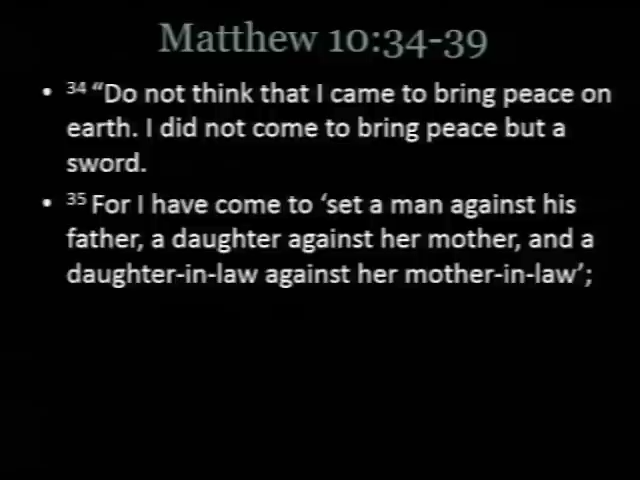 Matthew 10:34-39
• ³⁴ “Do not think that I came to bring peace on
earth. I did not come to bring peace but a
sword.
• ³⁵ For I have come to ‘set a man against his
father, a daughter against her mother, and a
daughter-in-law against her mother-in-law’;